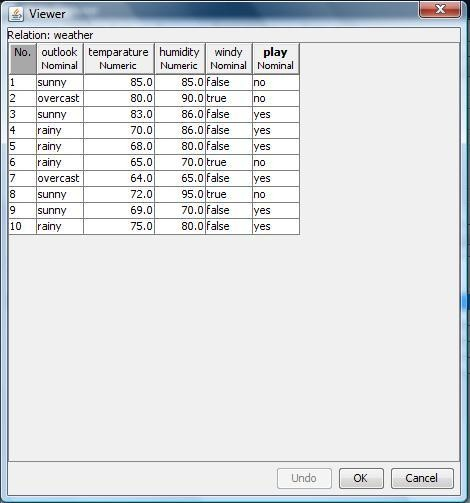 Viewer
Relation: weather
No. outlook temparature humidity windy play
Nominal Numeric Numeric Nominal Nominal
1 sunny 85.0 85.0 false no
2 overcast 80.0 90.0 true no
3 sunny 83.0 86.0 false yes
4 rainy 70.0 86.0 false yes
5 rainy 68.0 80.0 false yes
6 rainy 65.0 70.0 true no
7 overcast 64.0 65.0 false yes
8 sunny 72.0 95.0 true no
9 sunny 69.0 70.0 false yes
10 rainy 75.0 80.0 false yes
Undo OK Cancel